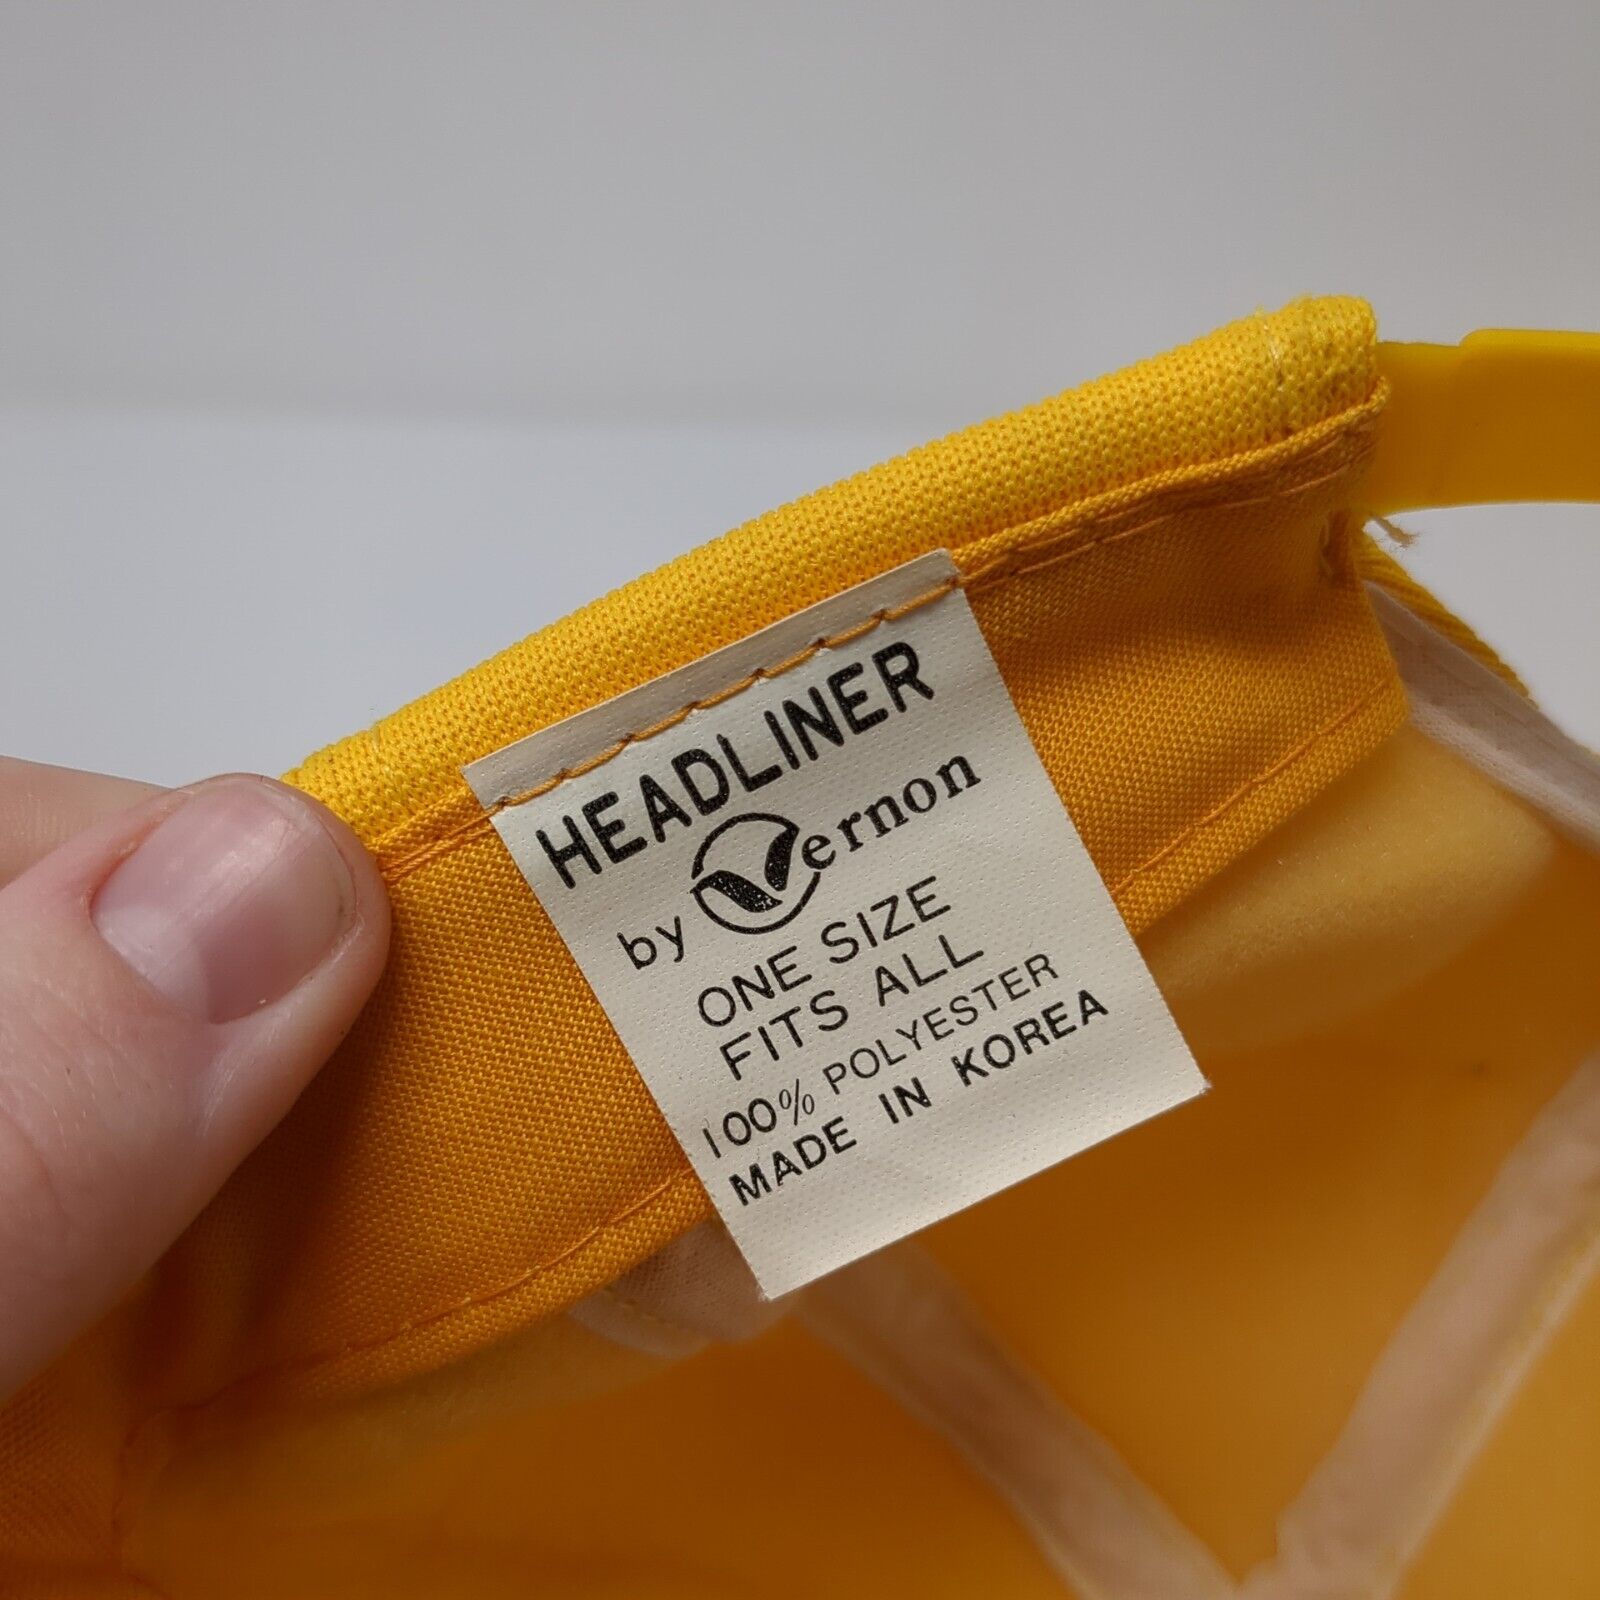 HEADLINER
by Vernon
ONE SIZE
FITS ALL
100% POLYESTER
MADE IN KOREA